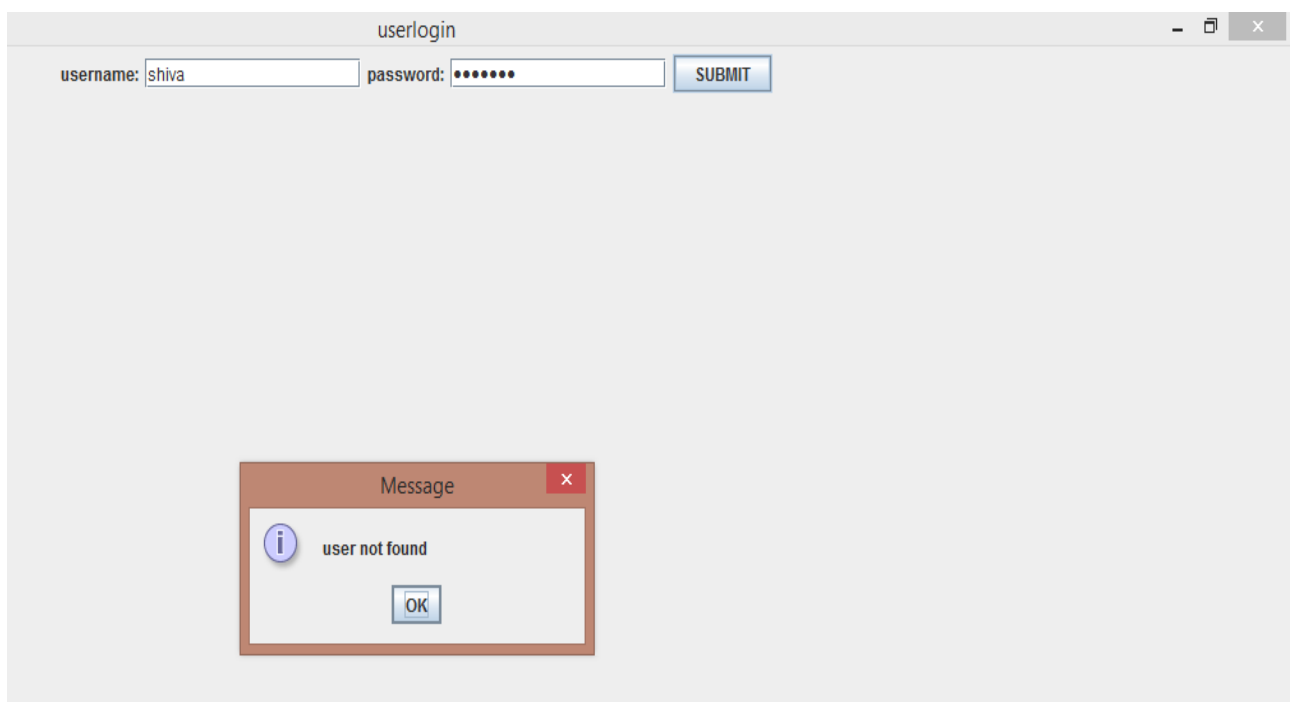 userlogin
username: shiva password: ••••••• SUBMIT
Message
user not found
OK